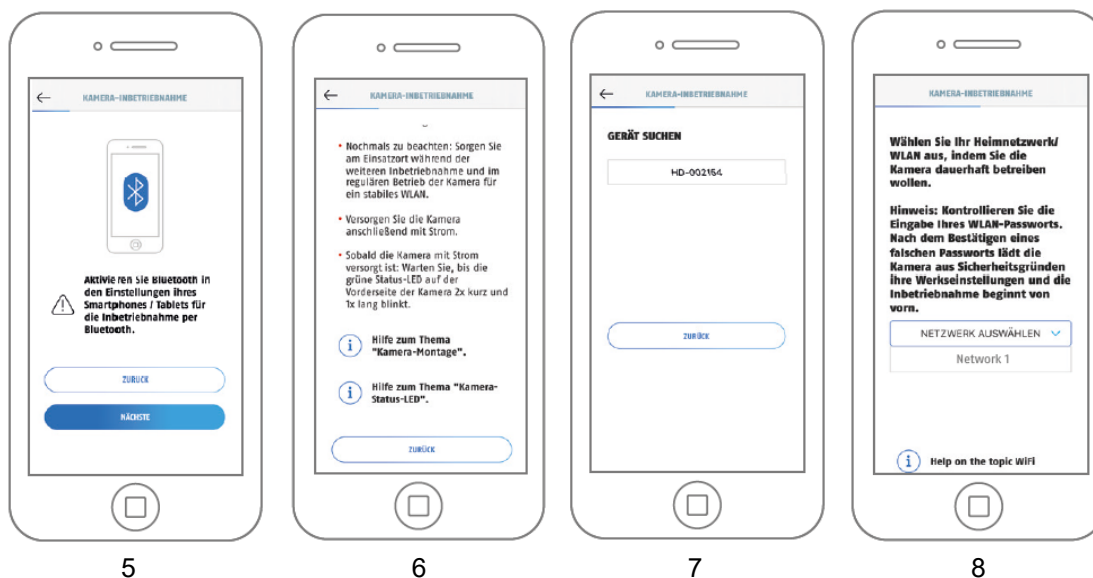 KAMERA-INBETRIEBNAHME
Aktivieren Sie Bluetooth in
den Einstellungen ihres
Smartphones / Tablets für
die Inbetriebnahme per
Bluetooth.
ZURÜCK
NÄCHSTE
5
KAMERA-INBETRIEBNAHME
• Nochmals zu beachten: Sorgen Sie
am Einsatzort während der
weiteren Inbetriebnahme und im
regulären Betrieb der Kamera für
ein stabiles WLAN.
• Versorgen Sie die Kamera
anschließend mit Strom.
• Sobald die Kamera mit Strom
versorgt ist: Warten Sie, bis die
grüne Status-LED auf der
Vorderseite der Kamera 2x kurz und
1x lang blinkt.
Hilfe zum Thema
"Kamera-Montage".
Hilfe zum Thema "Kamera-
Status-LED".
ZURÜCK
6
KAMERA-INBETRIEBNAHME
GERÄT SUCHEN
HD-002154
ZURÜCK
7
KAMERA-INBETRIEBNAHME
Wählen Sie Ihr Heimnetzwerk/
WLAN aus, indem Sie die
Kamera dauerhaft betreiben
wollen.
Hinweis: Kontrollieren Sie die
Eingabe Ihres WLAN-Passworts.
Nach dem Bestätigen eines
falschen Passworts lädt die
Kamera aus Sicherheitsgründen
ihre Werkseinstellungen und die
Inbetriebnahme beginnt von
vorn.
NETZWERK AUSWÄHLEN
Network 1
Help on the topic WiFi
8